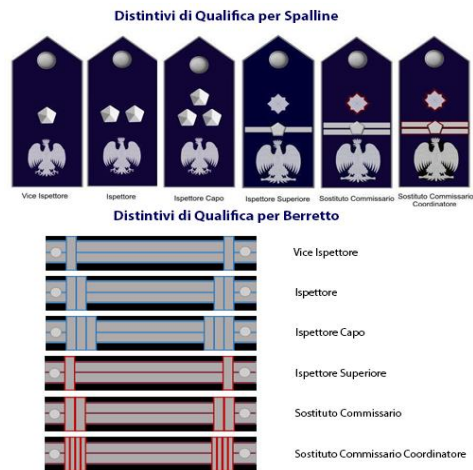 Distintivi di Qualifica per Spalline
Vice Ispettore
Ispettore
Ispettore Capo
Ispettore Superiore
Sostituto Commissario
Sostituto Commissario
Coordinatore
Distintivi di Qualifica per Berretto
Vice Ispettore
Ispettore
Ispettore Capo
Ispettore Superiore
Sostituto Commissario
Sostituto Commissario Coordinatore